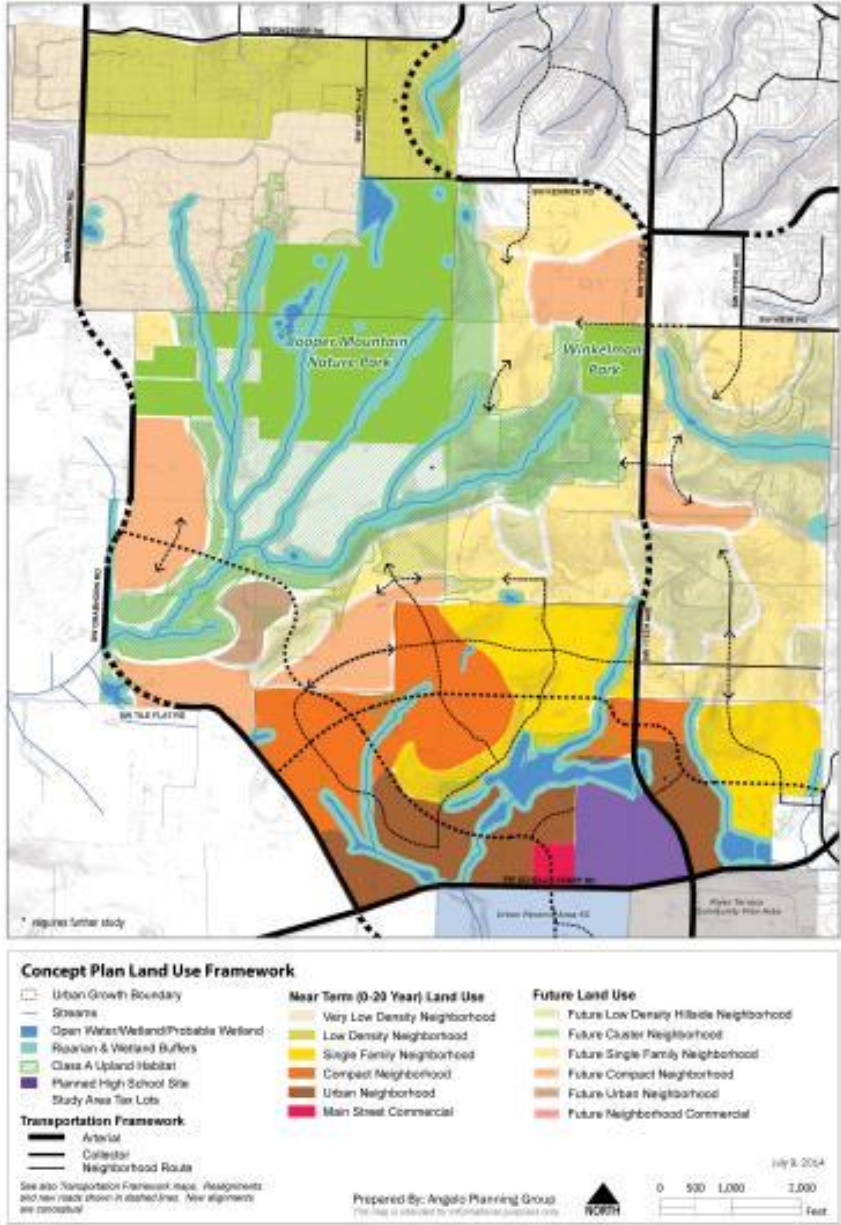 SW KEMMER RD
Cooper Mountain
Nature Park
Winkelman
Park
SW TILE FLAT RD
* requires further study
Urban Reserve Area 6C
River Terrace
Community Plan Area
Concept Plan Land Use Framework
Urban Growth Boundary
Streams
Open Water/Wetland/Probable Wetland
Riparian & Wetland Buffers
Class A Upland Habitat
Planned High School Site
Study Area Tax Lots
Transportation Framework
Arterial
Collector
Neighborhood Route
See also Transportation Framework maps. Realignments
and new roads shown in dashed lines. New alignments
are conceptual
Near Term (0-20 Year) Land Use
Very Low Density Neighborhood
Low Density Neighborhood
Single Family Neighborhood
Compact Neighborhood
Urban Neighborhood
Main Street Commercial
Future Land Use
Future Low Density Hillside Neighborhood
Future Cluster Neighborhood
Future Single Family Neighborhood
Future Compact Neighborhood
Future Urban Neighborhood
Future Neighborhood Commercial
July 9, 2014
Prepared By: Angelo Planning Group
This map is intended for informational purposes only
NORTH
0 500 1,000 2,000
Feet